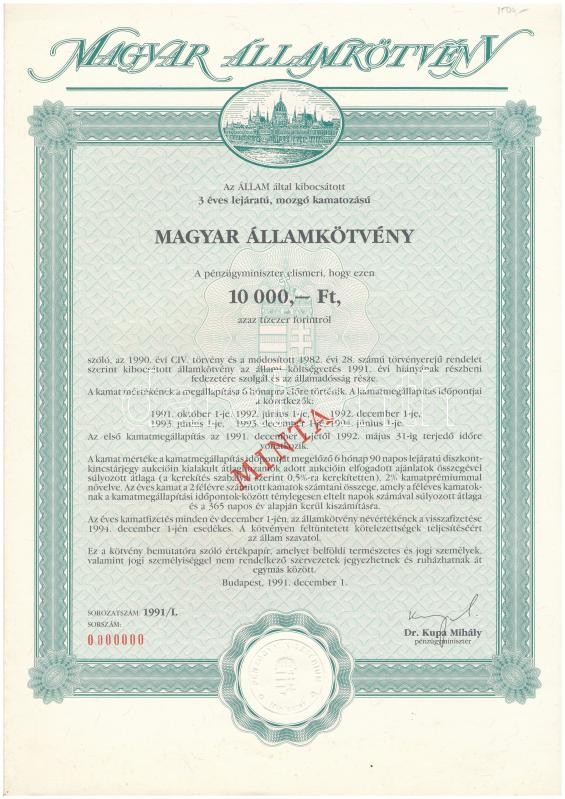 MAGYAR ÁLLAMKÖTVÉNY
Az ÁLLAM által kibocsátott
3 éves lejáratú, mozgó kamatozású
MAGYAR ÁLLAMKÖTVÉNY
A pénzügyminiszter elismeri, hogy ezen
10 000,— Ft,
azaz tízezer forintról
szóló, az 1990. évi CIV. törvény és a módosított 1982. évi 28. számú törvényerejű rendelet
szerint kibocsátott államkötvény az állami költségvetés 1991. évi hiányának részbeni
fedezetére szolgál és az államadósság része.
A kamat mértékének a megállapítása 6 hónapra előre történik. A kamatmegállapítás időpontjai
a következők:
1991. október 1-je, 1992. június 1-je, 1992. december 1-je,
1993. június 1-je, 1993. december 1-je, 1994. június 1-je.
Az első kamatmegállapítás az 1991. december 1-jétől 1992. május 31-ig terjedő időre
vonatkozik.
A kamat mértéke a kamatmegállapítás időpontját megelőző 6 hónap 90 napos lejáratú diszkont-
kincstárjegy aukcióin kialakult átlagkamatok adott aukción elfogadott ajánlatok összegével
súlyozott átlaga (a kerekítés szabályai szerint 0,5%-ra kerekítetten), 2% kamatprémiummal
növelve. Az éves kamat a 2 félévre számított kamatok számtani összege, amely a féléves kamatok-
nak a kamatmegállapítási időpontok között ténylegesen eltelt napok számával súlyozott átlaga
és a 365 napos év alapján kerül kiszámításra.
Az éves kamatfizetés minden év december 1-jén, az államkötvény névértékének a visszafizetése
1994. december 1-jén esedékes. A kötvényen feltüntetett kötelezettségek teljesítéséért
az állam szavatol.
Ez a kötvény bemutatóra szóló értékpapír, amelyet belföldi természetes és jogi személyek,
valamint jogi személyiséggel nem rendelkező szervezetek jegyezhetnek és ruházhatnak át
egymás között.
Budapest, 1991. december 1.
MINTA
SOROZATSZÁM: 1991/I.
SORSZÁM:
0000000
Dr. Kupa Mihály
pénzügyminiszter